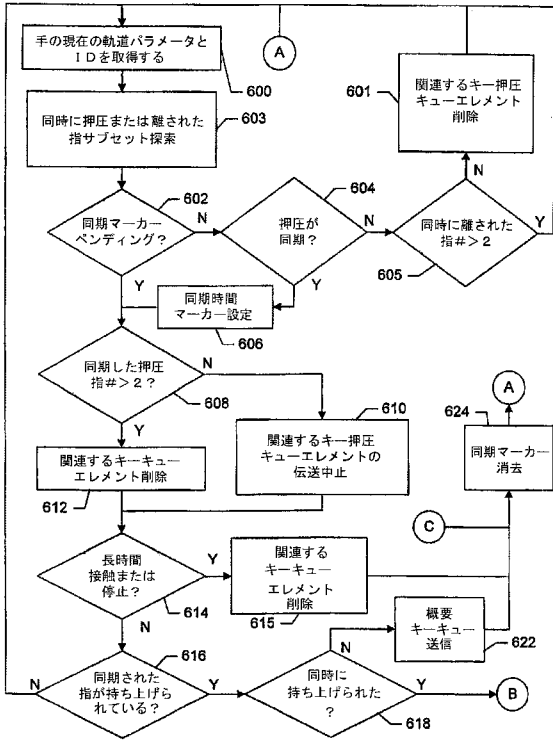 手の現在の軌道パラメータと
IDを取得する
600
A
601
関連するキー押圧
キューエレメント
削除
同時に押圧または離された
指サブセット探索
603
602
同期マーカー
ペンディング？
N
Y
604
押圧が
同期？
N
Y
同時に離された
指#＞2
605
N
Y
同期時間
マーカー設定
606
同期した押圧
指#＞2？
608
N
Y
610
関連するキー押圧
キューエレメントの
伝送中止
関連するキーキュー
エレメント削除
612
624
A
同期マーカー
消去
C
長時間
接触または
停止？
614
Y
N
関連する
キーキュー
エレメント
削除
615
概要
キーキュー
送信
622
616
同期された
指が持ち上げら
れている？
N
Y
同時に
持ち上げられた
？
618
N
Y
B